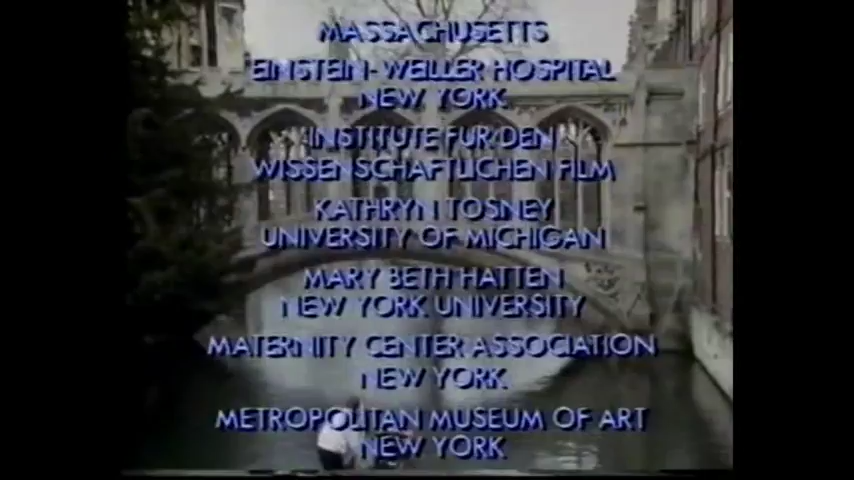 MASSACHUSETTS
EINSTEIN-WEILLER HOSPITAL
NEW YORK
INSTITUTE FUR DEN
WISSENSCHAFTLICHEN FILM
KATHRYN TOSNEY
UNIVERSITY OF MICHIGAN
MARY BETH HATTEN
NEW YORK UNIVERSITY
MATERNITY CENTER ASSOCIATION
NEW YORK
METROPOLITAN MUSEUM OF ART
NEW YORK